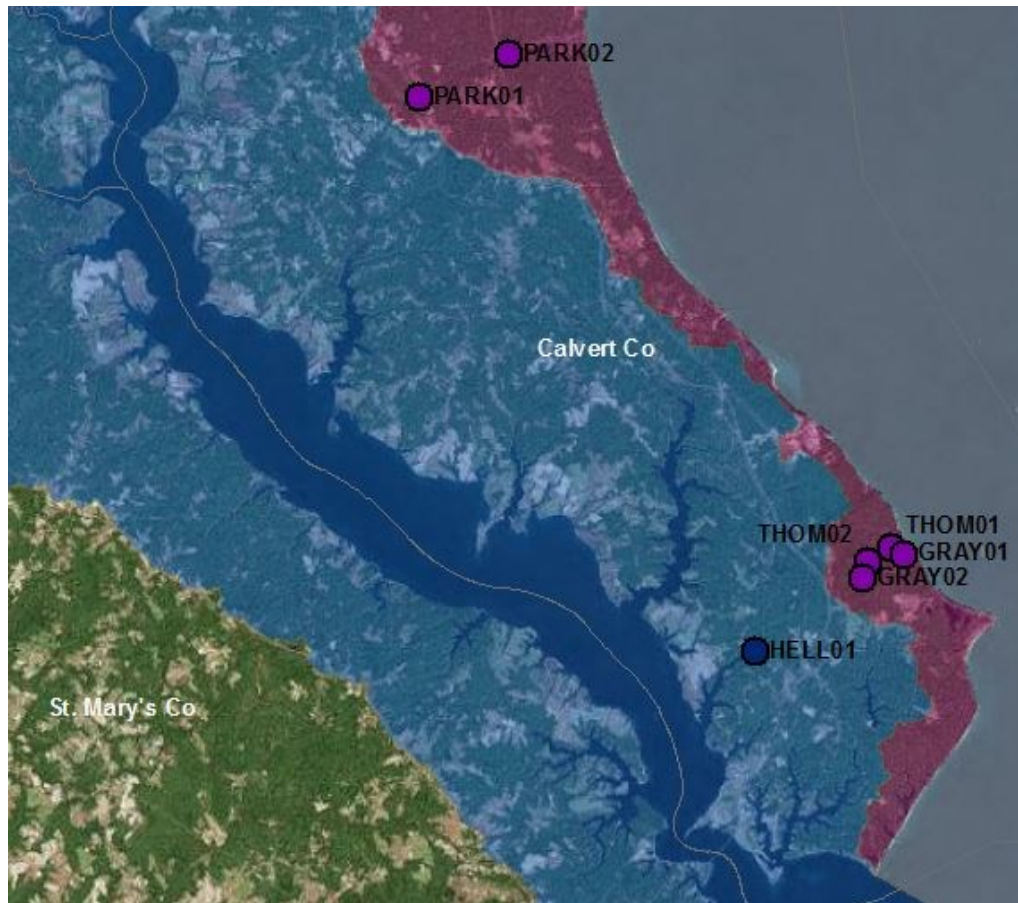 PARK02
PARK01
Calvert Co
THOM01
THOM02
GRAY01
GRAY02
HELL01
St. Mary's Co